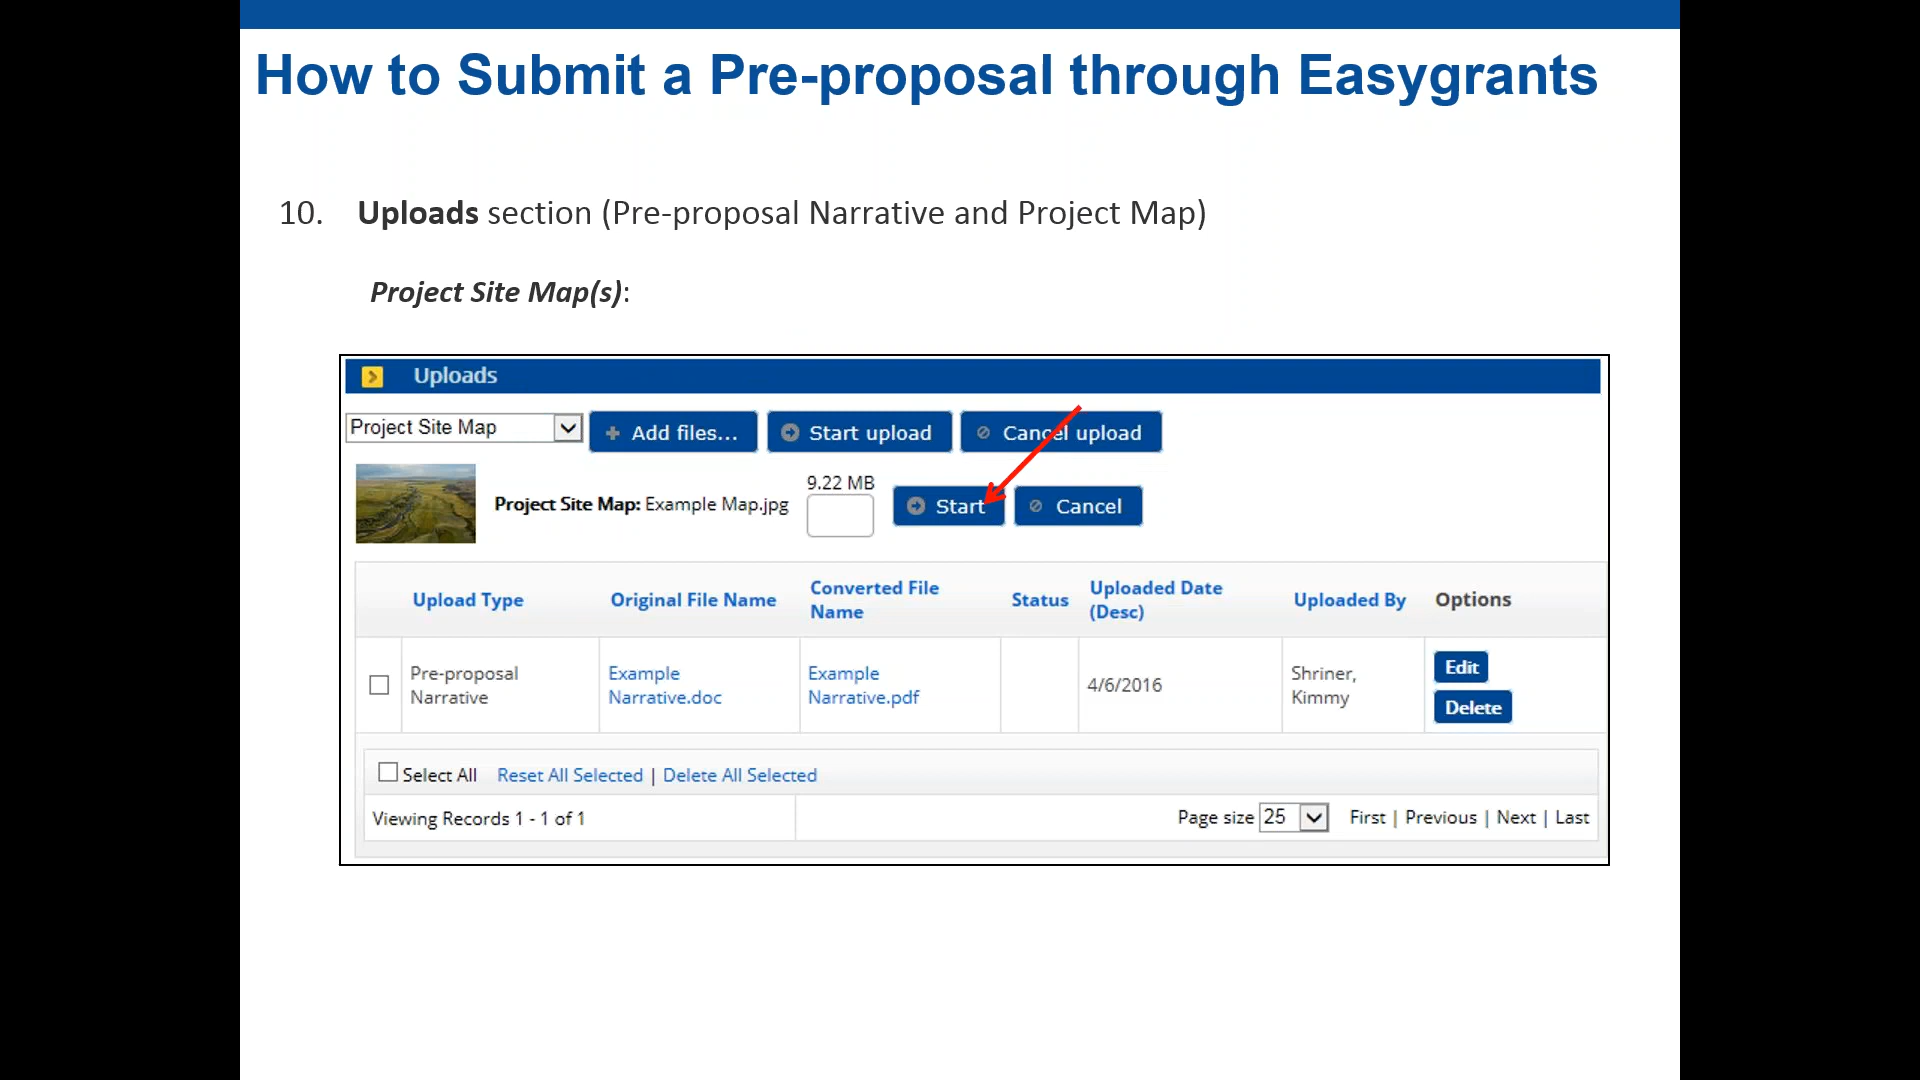 How to Submit a Pre-proposal through Easygrants
10. Uploads section (Pre-proposal Narrative and Project Map)
Project Site Map(s):
Uploads
Project Site Map Add files... Start upload Cancel upload
9.22 MB
Project Site Map: Example Map.jpg Start Cancel
Upload Type Original File Name Converted File Name Status Uploaded Date (Desc) Uploaded By Options
Pre-proposal Narrative Example Narrative.doc Example Narrative.pdf 4/6/2016 Shriner, Kimmy Edit Delete
Select All Reset All Selected | Delete All Selected
Viewing Records 1 - 1 of 1 Page size 25 First | Previous | Next | Last